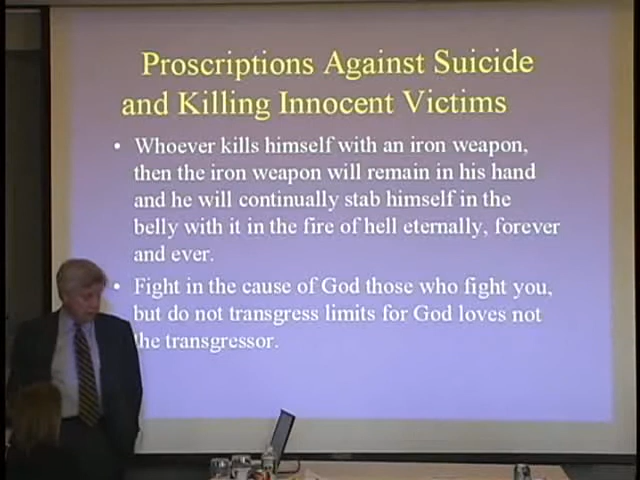 Proscriptions Against Suicide
and Killing Innocent Victims
• Whoever kills himself with an iron weapon,
then the iron weapon will remain in his hand
and he will continually stab himself in the
belly with it in the fire of hell eternally, forever
and ever.
• Fight in the cause of God those who fight you,
but do not transgress limits for God loves not
the transgressor.